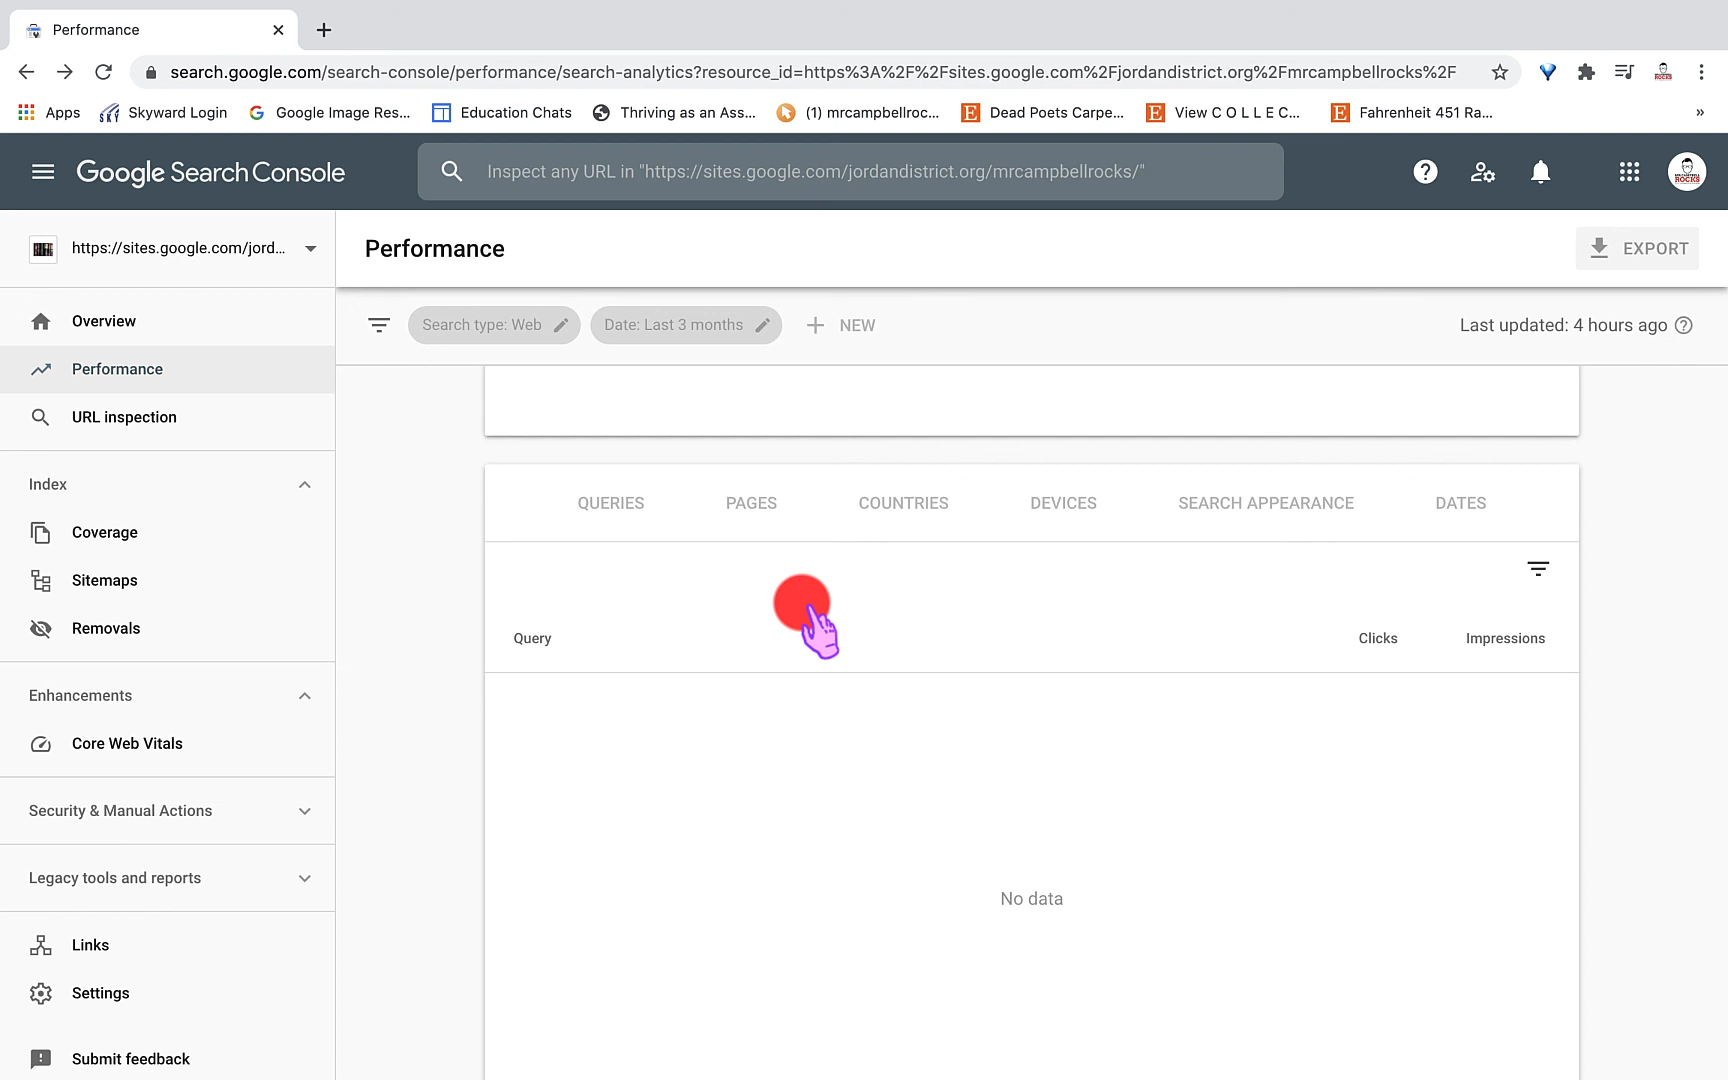 Performance
search.google.com/search-console/performance/search-analytics?resource_id=https%3A%2F%2Fsites.google.com%2Fjordandistrict.org%2Fmrcampbellrocks%2F
Apps Skyward Login Google Image Res... Education Chats Thriving as an Ass... (1) mrcampbellroc... Dead Poets Carpe... View C O L L E C... Fahrenheit 451 Ra... »
Google Search Console
Inspect any URL in "https://sites.google.com/jordandistrict.org/mrcampbellrocks/"
https://sites.google.com/jord...
Performance
EXPORT
Search type: Web
Date: Last 3 months
NEW
Last updated: 4 hours ago
Overview
Performance
URL inspection
Index
Coverage
Sitemaps
Removals
Enhancements
Core Web Vitals
Security & Manual Actions
Legacy tools and reports
Links
Settings
Submit feedback
QUERIES PAGES COUNTRIES DEVICES SEARCH APPEARANCE DATES
Query Clicks Impressions
No data